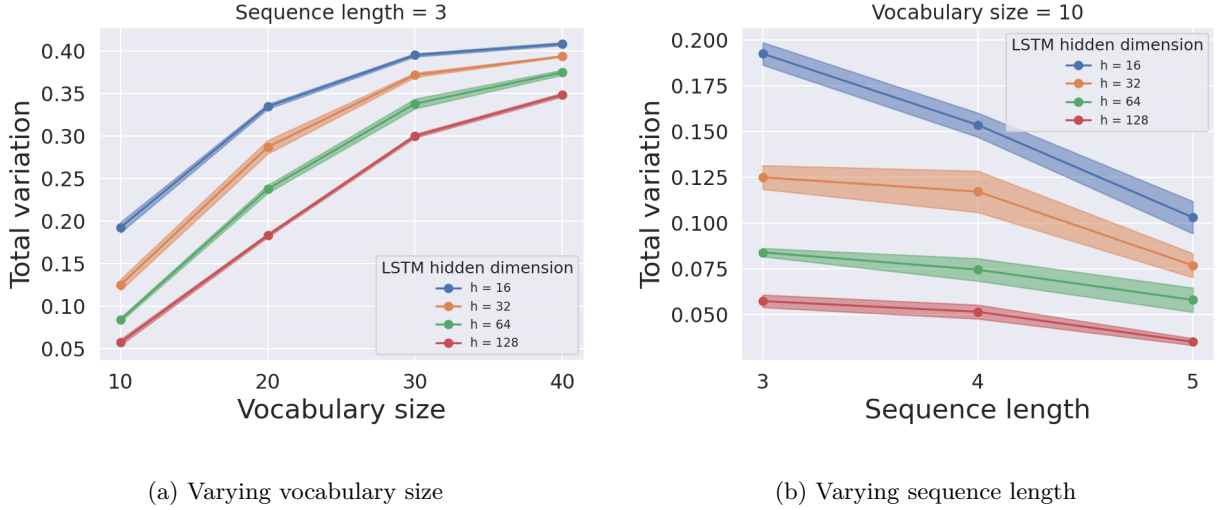 Sequence length = 3
Total variation
0.40
0.35
0.30
0.25
0.20
0.15
0.10
0.05
LSTM hidden dimension
h = 16
h = 32
h = 64
h = 128
10 20 30 40
Vocabulary size
(a) Varying vocabulary size
Vocabulary size = 10
Total variation
0.200
0.175
0.150
0.125
0.100
0.075
0.050
LSTM hidden dimension
h = 16
h = 32
h = 64
h = 128
3 4 5
Sequence length
(b) Varying sequence length